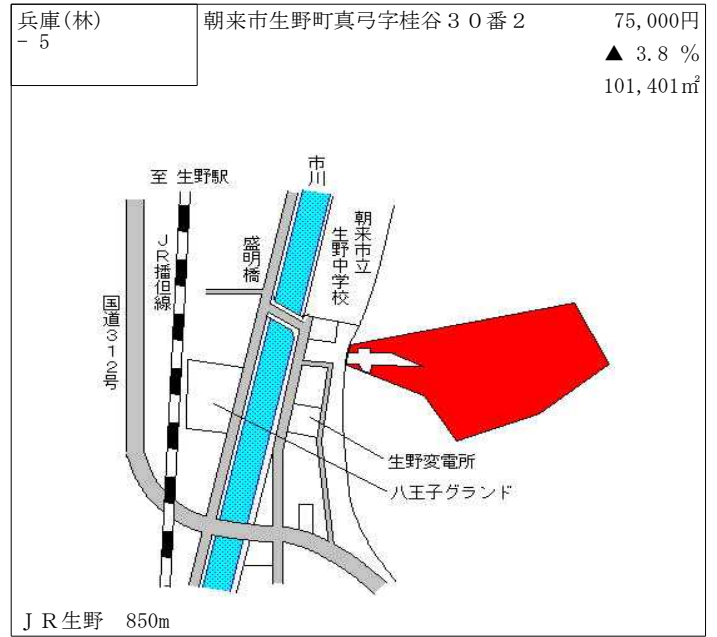 兵庫(林)
- 5
朝来市生野町真弓字桂谷３０番２
75,000円
▲ 3.8 %
101,401㎡
至 生野駅
市川
ＪＲ播但線
盛明橋
朝来市立
生野中学校
国道３１２号
生野変電所
八王子グランド
ＪＲ生野 850m